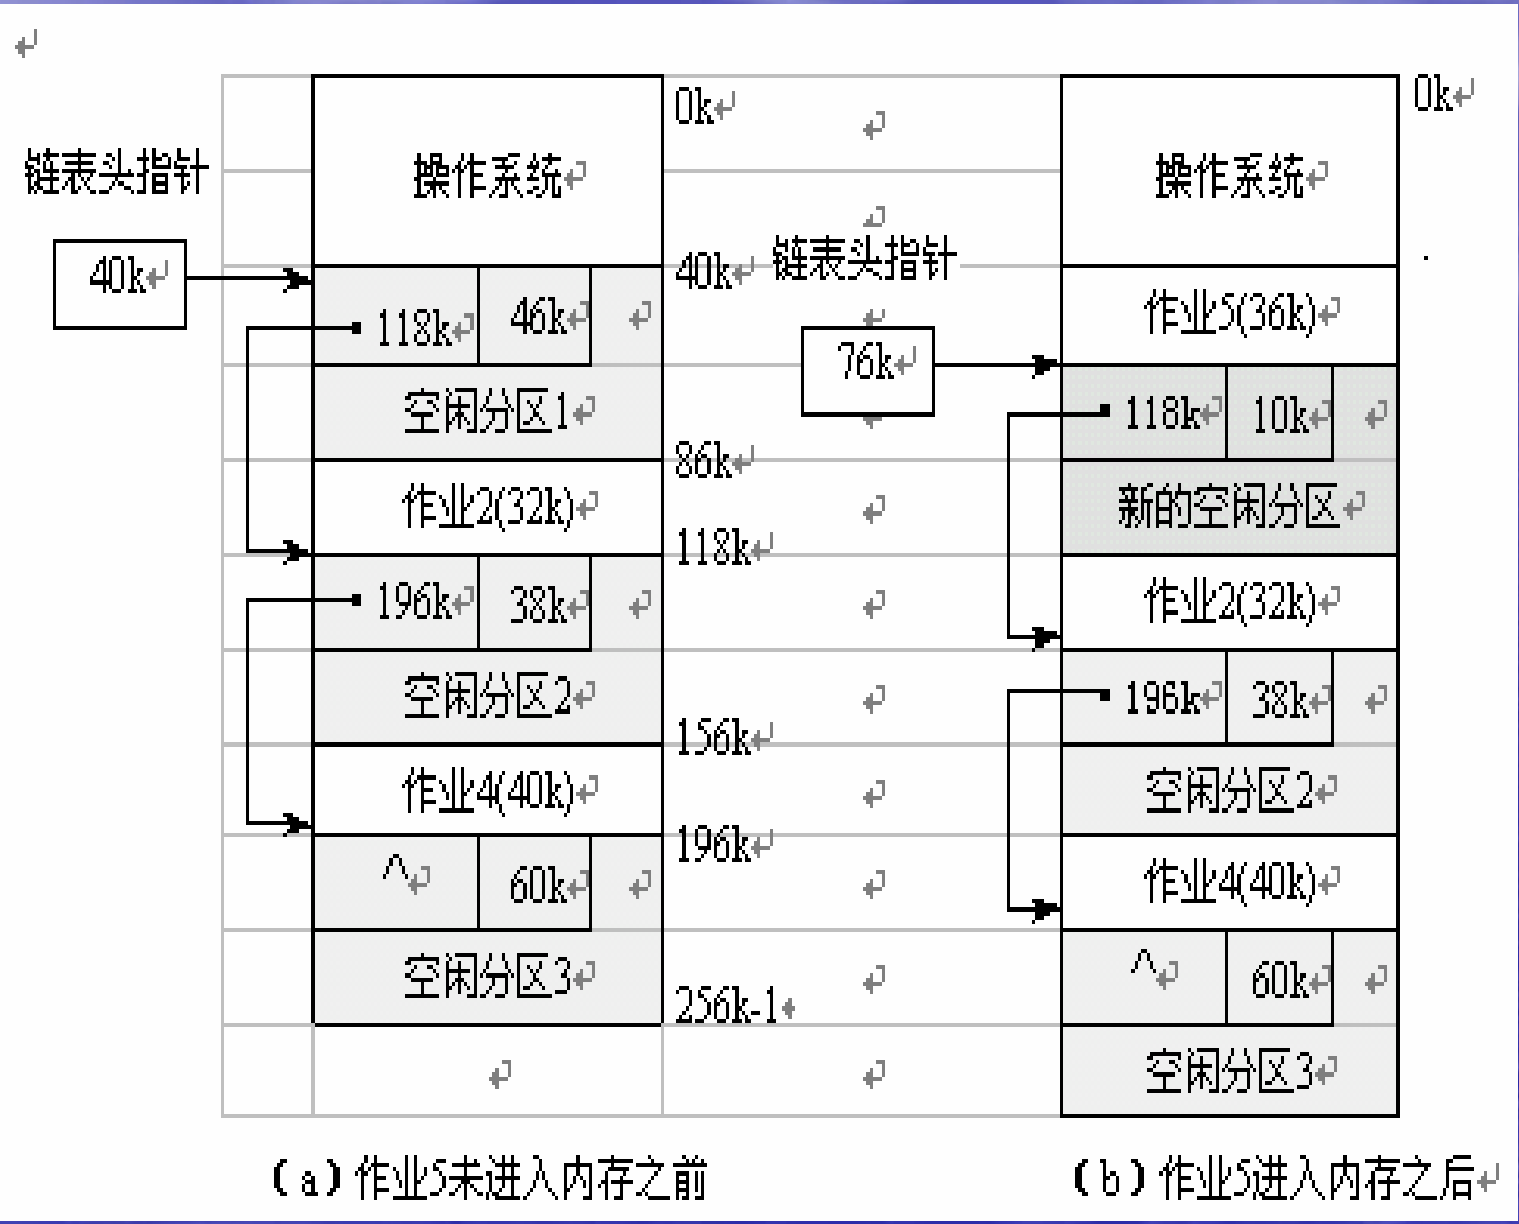 0k
0k
链表头指针
操作系统
操作系统
40k
40k
链表头指针
118k 46k
作业5(36k)
76k
空闲分区1
118k 10k
86k
作业2(32k)
新的空闲分区
118k
196k 38k
作业2(32k)
空闲分区2
196k 38k
156k
作业4(40k)
空闲分区2
196k
^ 60k
作业4(40k)
空闲分区3
^ 60k
256k-1
空闲分区3
(a)作业5未进入内存之前
(b)作业5进入内存之后